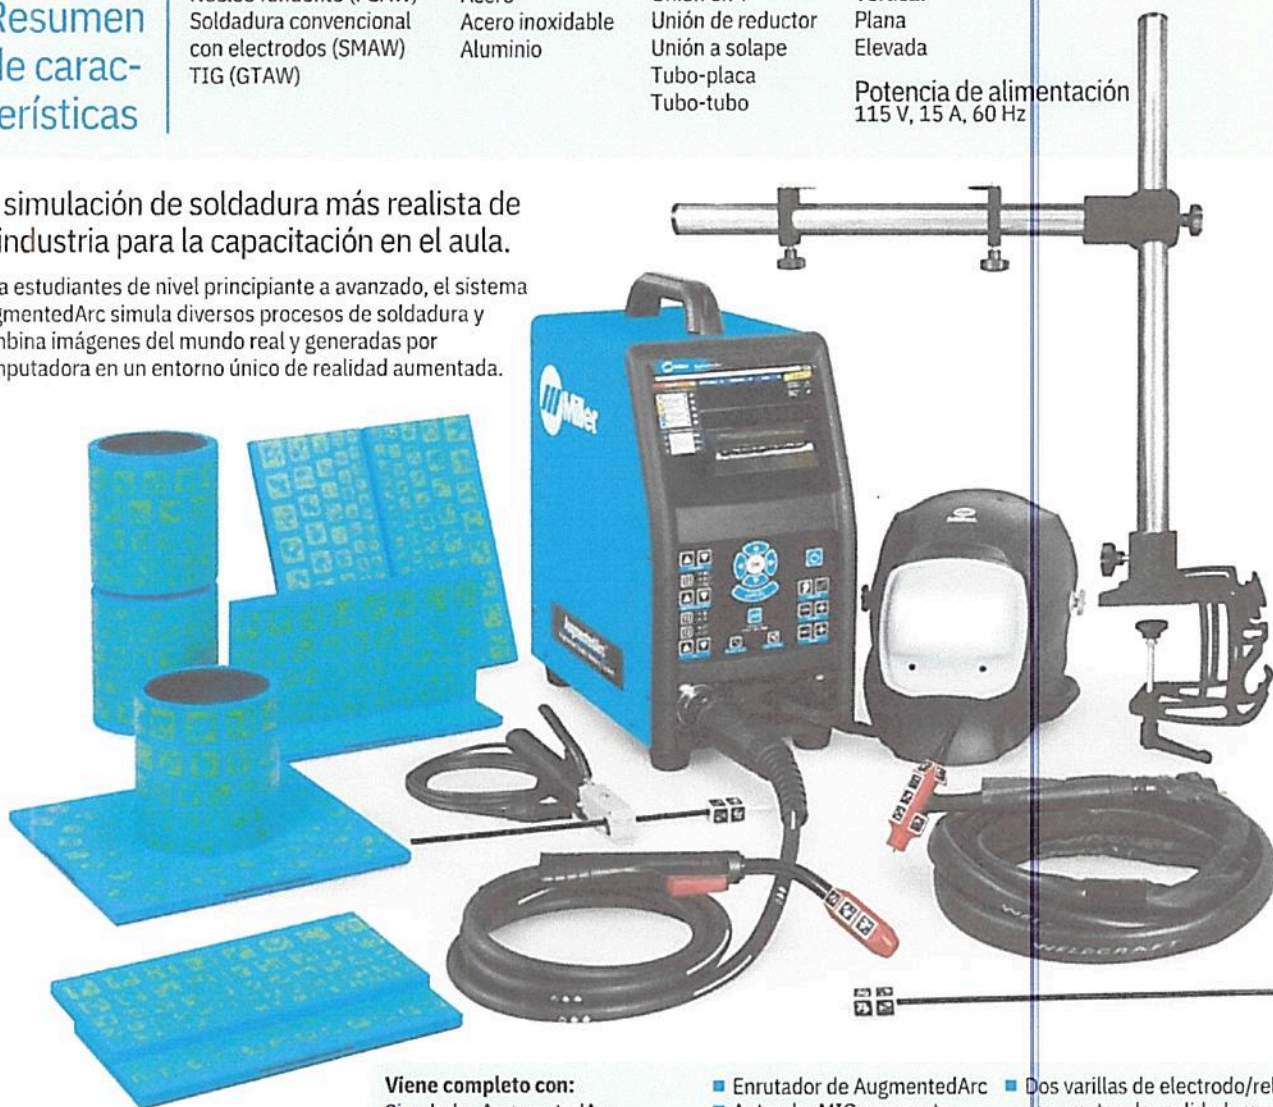 Resumen
de carac-
terísticas
Soldadura convencional
con electrodos (SMAW)
TIG (GTAW)
Acero inoxidable
Aluminio
Unión de reductor
Unión a solape
Tubo-placa
Tubo-tubo
Plana
Elevada
Potencia de alimentación
115 V, 15 A, 60 Hz
simulación de soldadura más realista de
industria para la capacitación en el aula.
a estudiantes de nivel principiante a avanzado, el sistema
gmentedArc simula diversos procesos de soldadura y
mbina imágenes del mundo real y generadas por
mputadora en un entorno único de realidad aumentada.
Miller
WELDCRAFT
Viene completo con:
Enrutador de AugmentedArc
Dos varillas de electrodo/rel